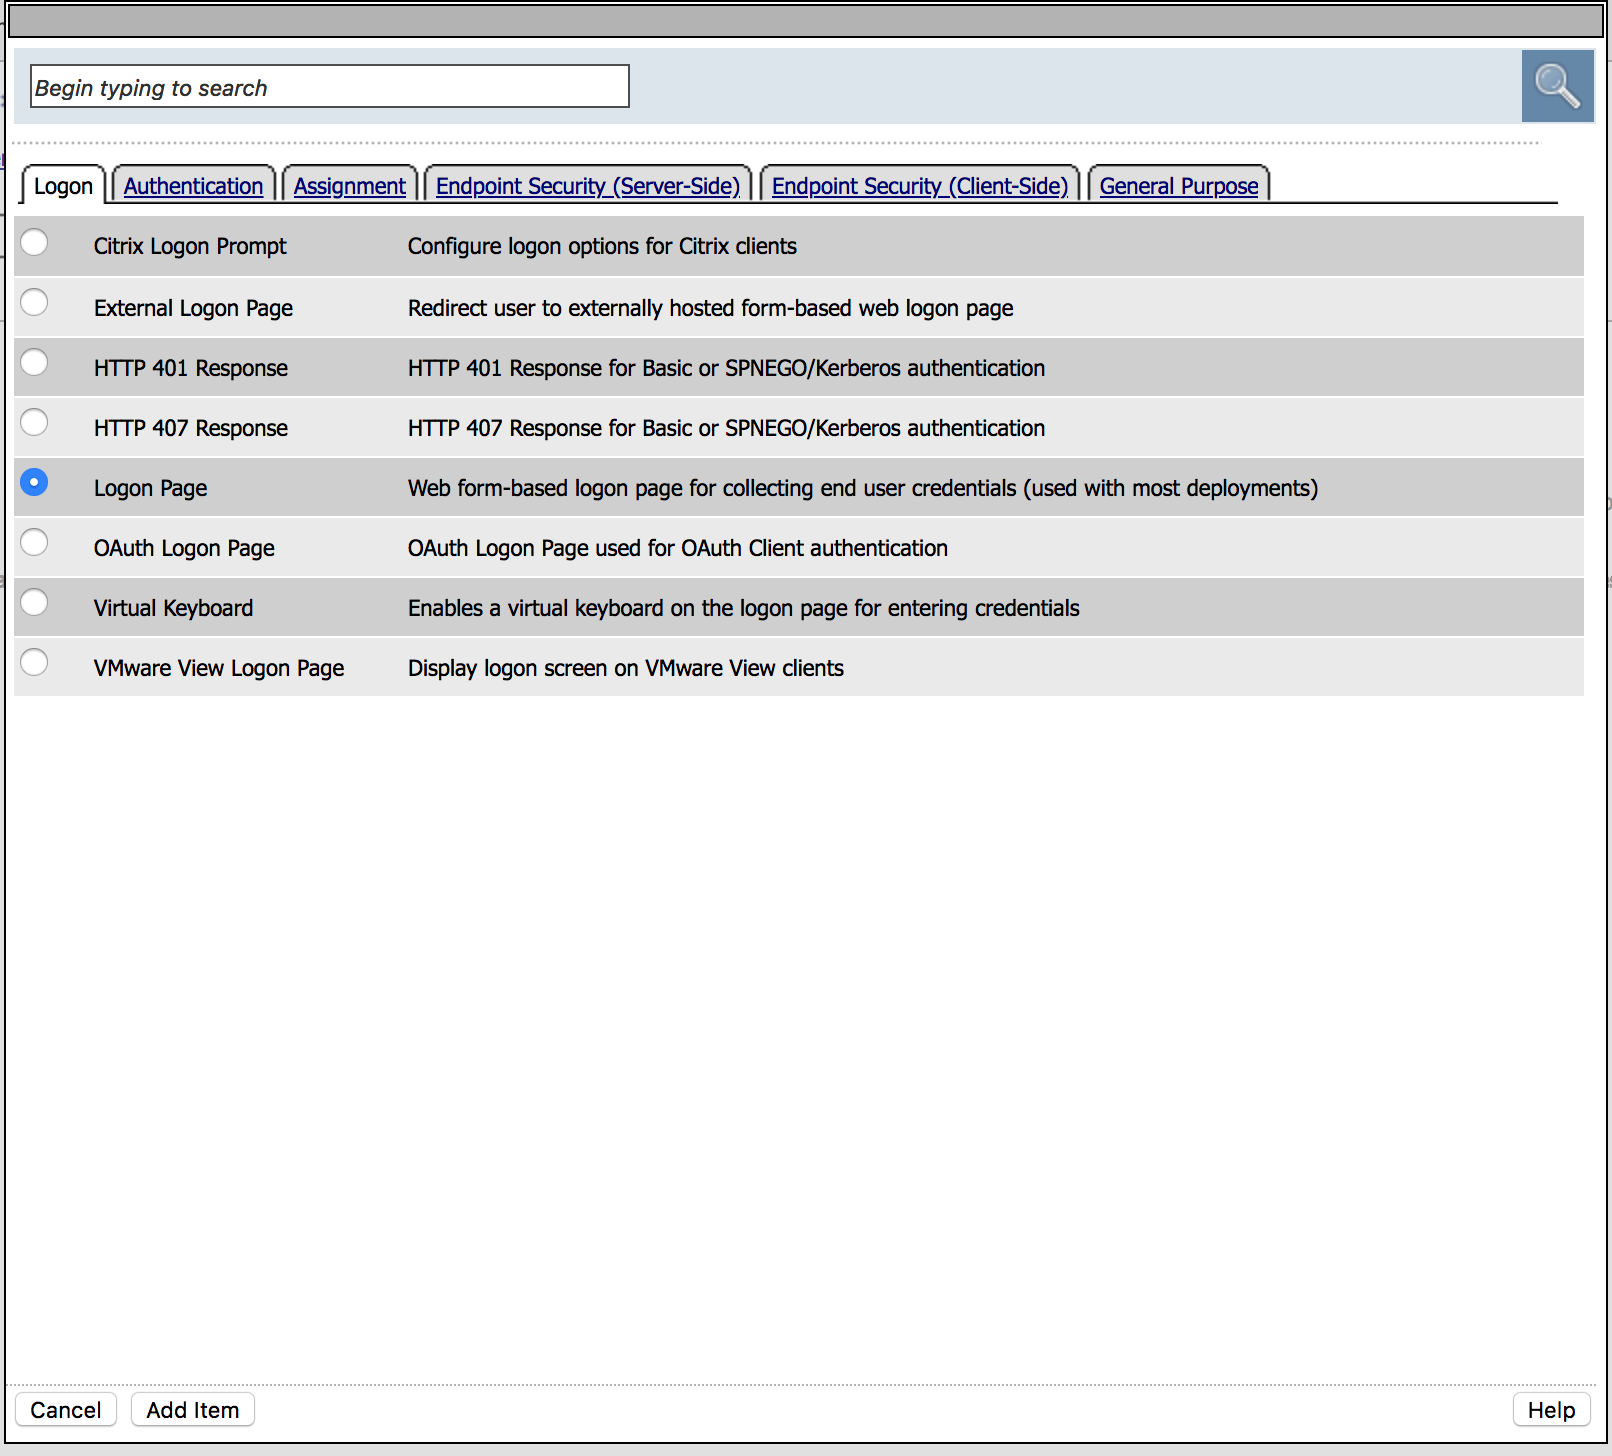 Begin typing to search
Logon Authentication Assignment Endpoint Security (Server-Side) Endpoint Security (Client-Side) General Purpose
Citrix Logon Prompt Configure logon options for Citrix clients
External Logon Page Redirect user to externally hosted form-based web logon page
HTTP 401 Response HTTP 401 Response for Basic or SPNEGO/Kerberos authentication
HTTP 407 Response HTTP 407 Response for Basic or SPNEGO/Kerberos authentication
Logon Page Web form-based logon page for collecting end user credentials (used with most deployments)
OAuth Logon Page OAuth Logon Page used for OAuth Client authentication
Virtual Keyboard Enables a virtual keyboard on the logon page for entering credentials
VMware View Logon Page Display logon screen on VMware View clients
Cancel Add Item Help